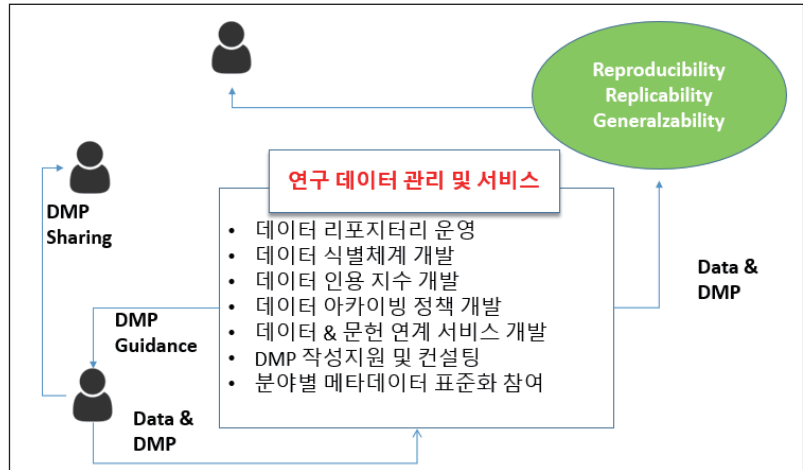 Reproducibility
Replicability
Generalzability
연구 데이터 관리 및 서비스
DMP
Sharing
• 데이터 리포지터리 운영
• 데이터 식별체계 개발
• 데이터 인용 지수 개발
• 데이터 아카이빙 정책 개발
• 데이터 & 문헌 연계 서비스 개발
• DMP 작성지원 및 컨설팅
• 분야별 메타데이터 표준화 참여
Data &
DMP
DMP
Guidance
Data &
DMP